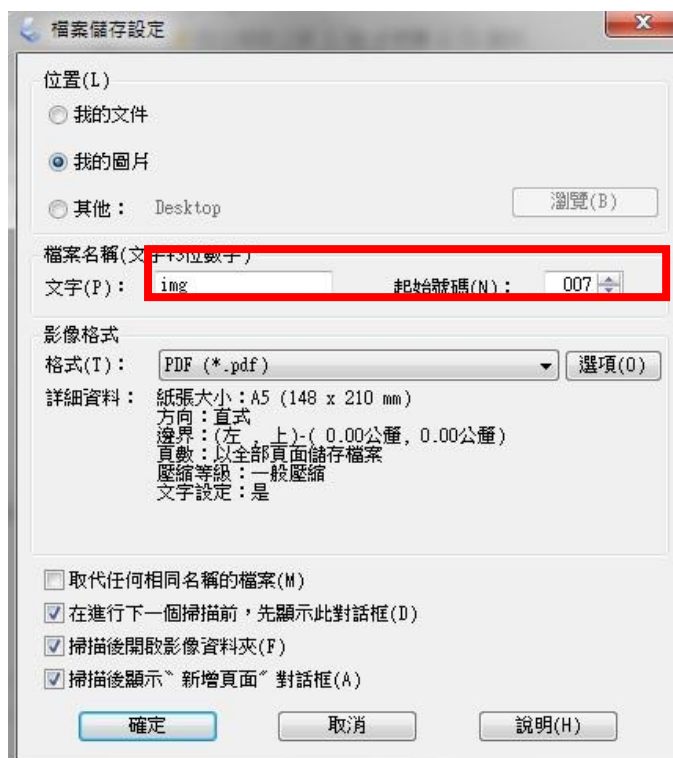 檔案儲存設定
位置(L)
我的文件
我的圖片
其他： Desktop 瀏覽(B)
檔案名稱(文字+3位數字)
文字(P)： img 起始號碼(N)： 007
影像格式
格式(T)： PDF (*.pdf) 選項(O)
詳細資料： 紙張大小：A5 (148 x 210 mm)
方向：直式
邊界：(左 , 上)-( 0.00公釐, 0.00公釐)
頁數：以全部頁面儲存檔案
壓縮等級：一般壓縮
文字設定：是
取代任何相同名稱的檔案(M)
在進行下一個掃描前，先顯示此對話框(D)
掃描後開啟影像資料夾(F)
掃描後顯示〝新增頁面〞對話框(A)
確定 取消 說明(H)